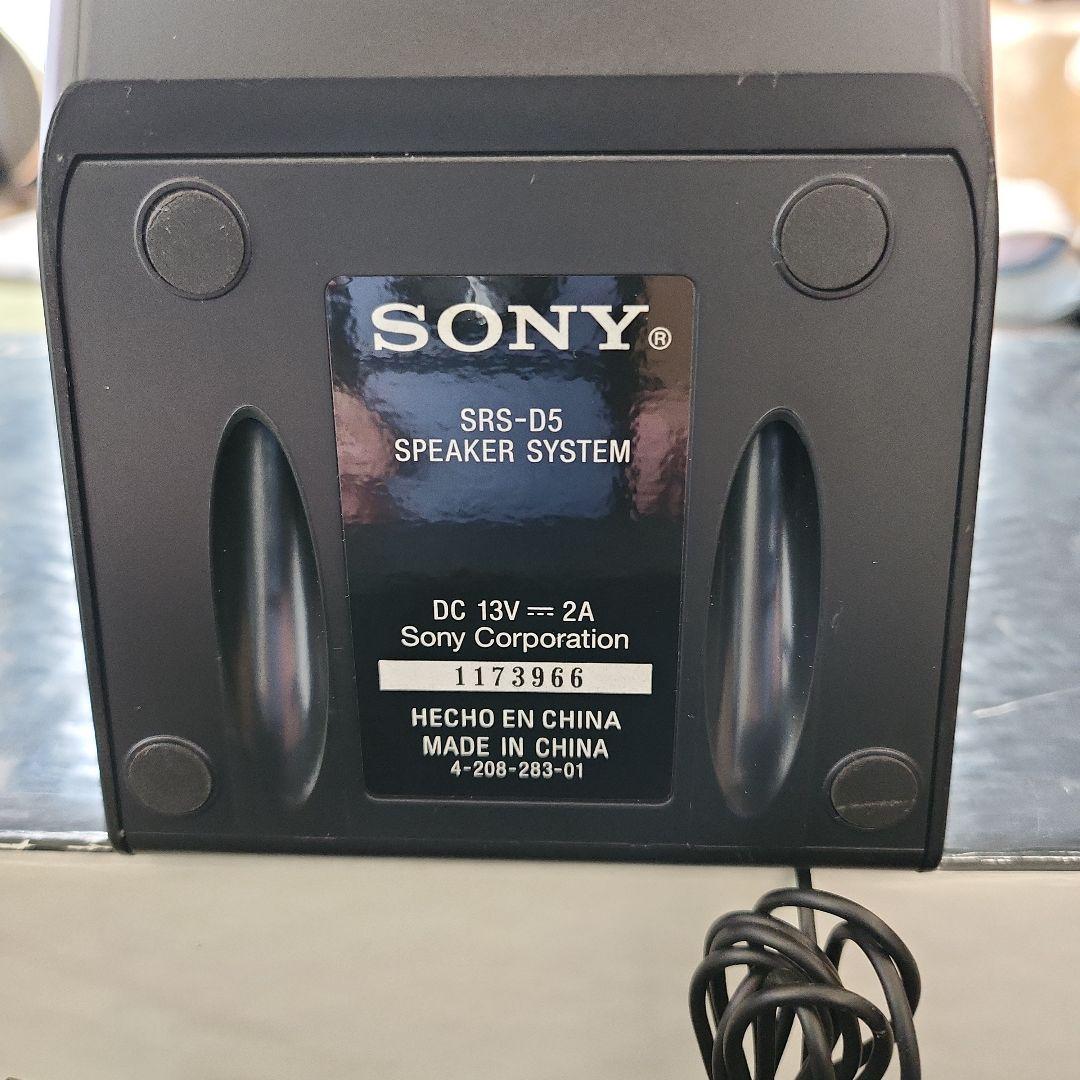 SONY®
SRS-D5
SPEAKER SYSTEM
DC 13V ⎓ 2A
Sony Corporation
1173966
HECHO EN CHINA
MADE IN CHINA
4-208-283-01